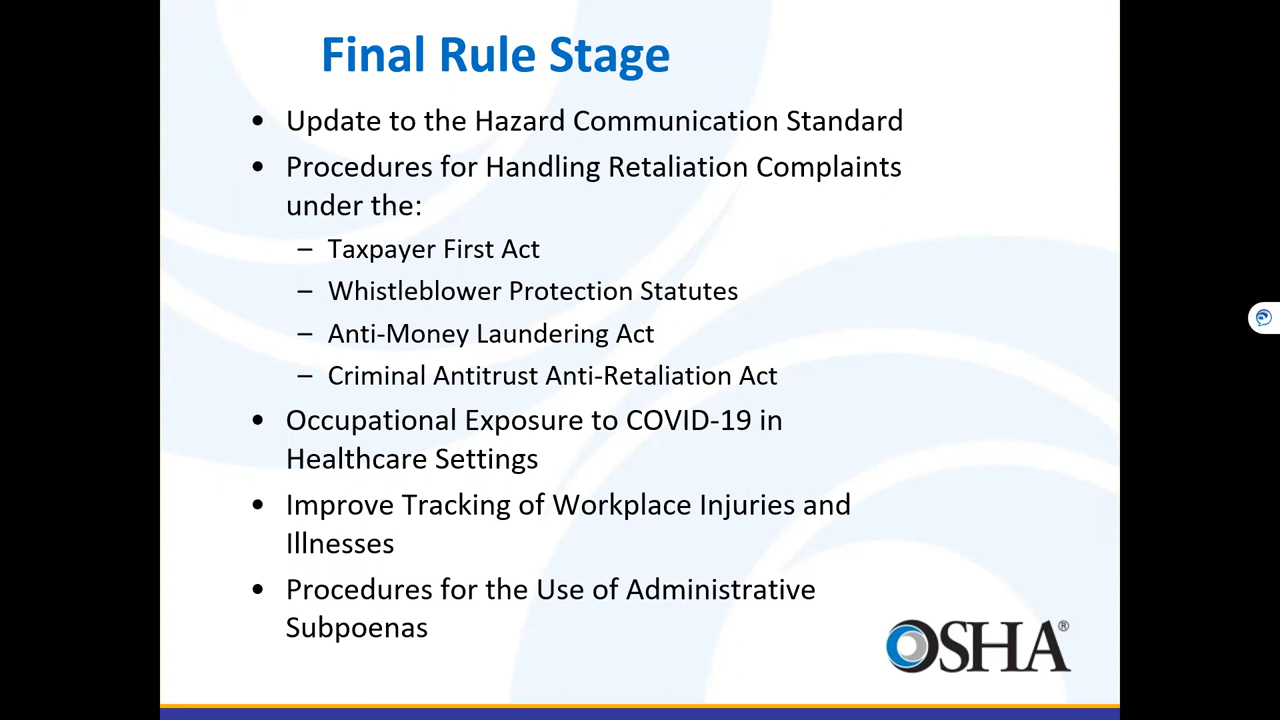 Final Rule Stage
• Update to the Hazard Communication Standard
• Procedures for Handling Retaliation Complaints
under the:
– Taxpayer First Act
– Whistleblower Protection Statutes
– Anti-Money Laundering Act
– Criminal Antitrust Anti-Retaliation Act
• Occupational Exposure to COVID-19 in
Healthcare Settings
• Improve Tracking of Workplace Injuries and
Illnesses
• Procedures for the Use of Administrative
Subpoenas
OSHA®